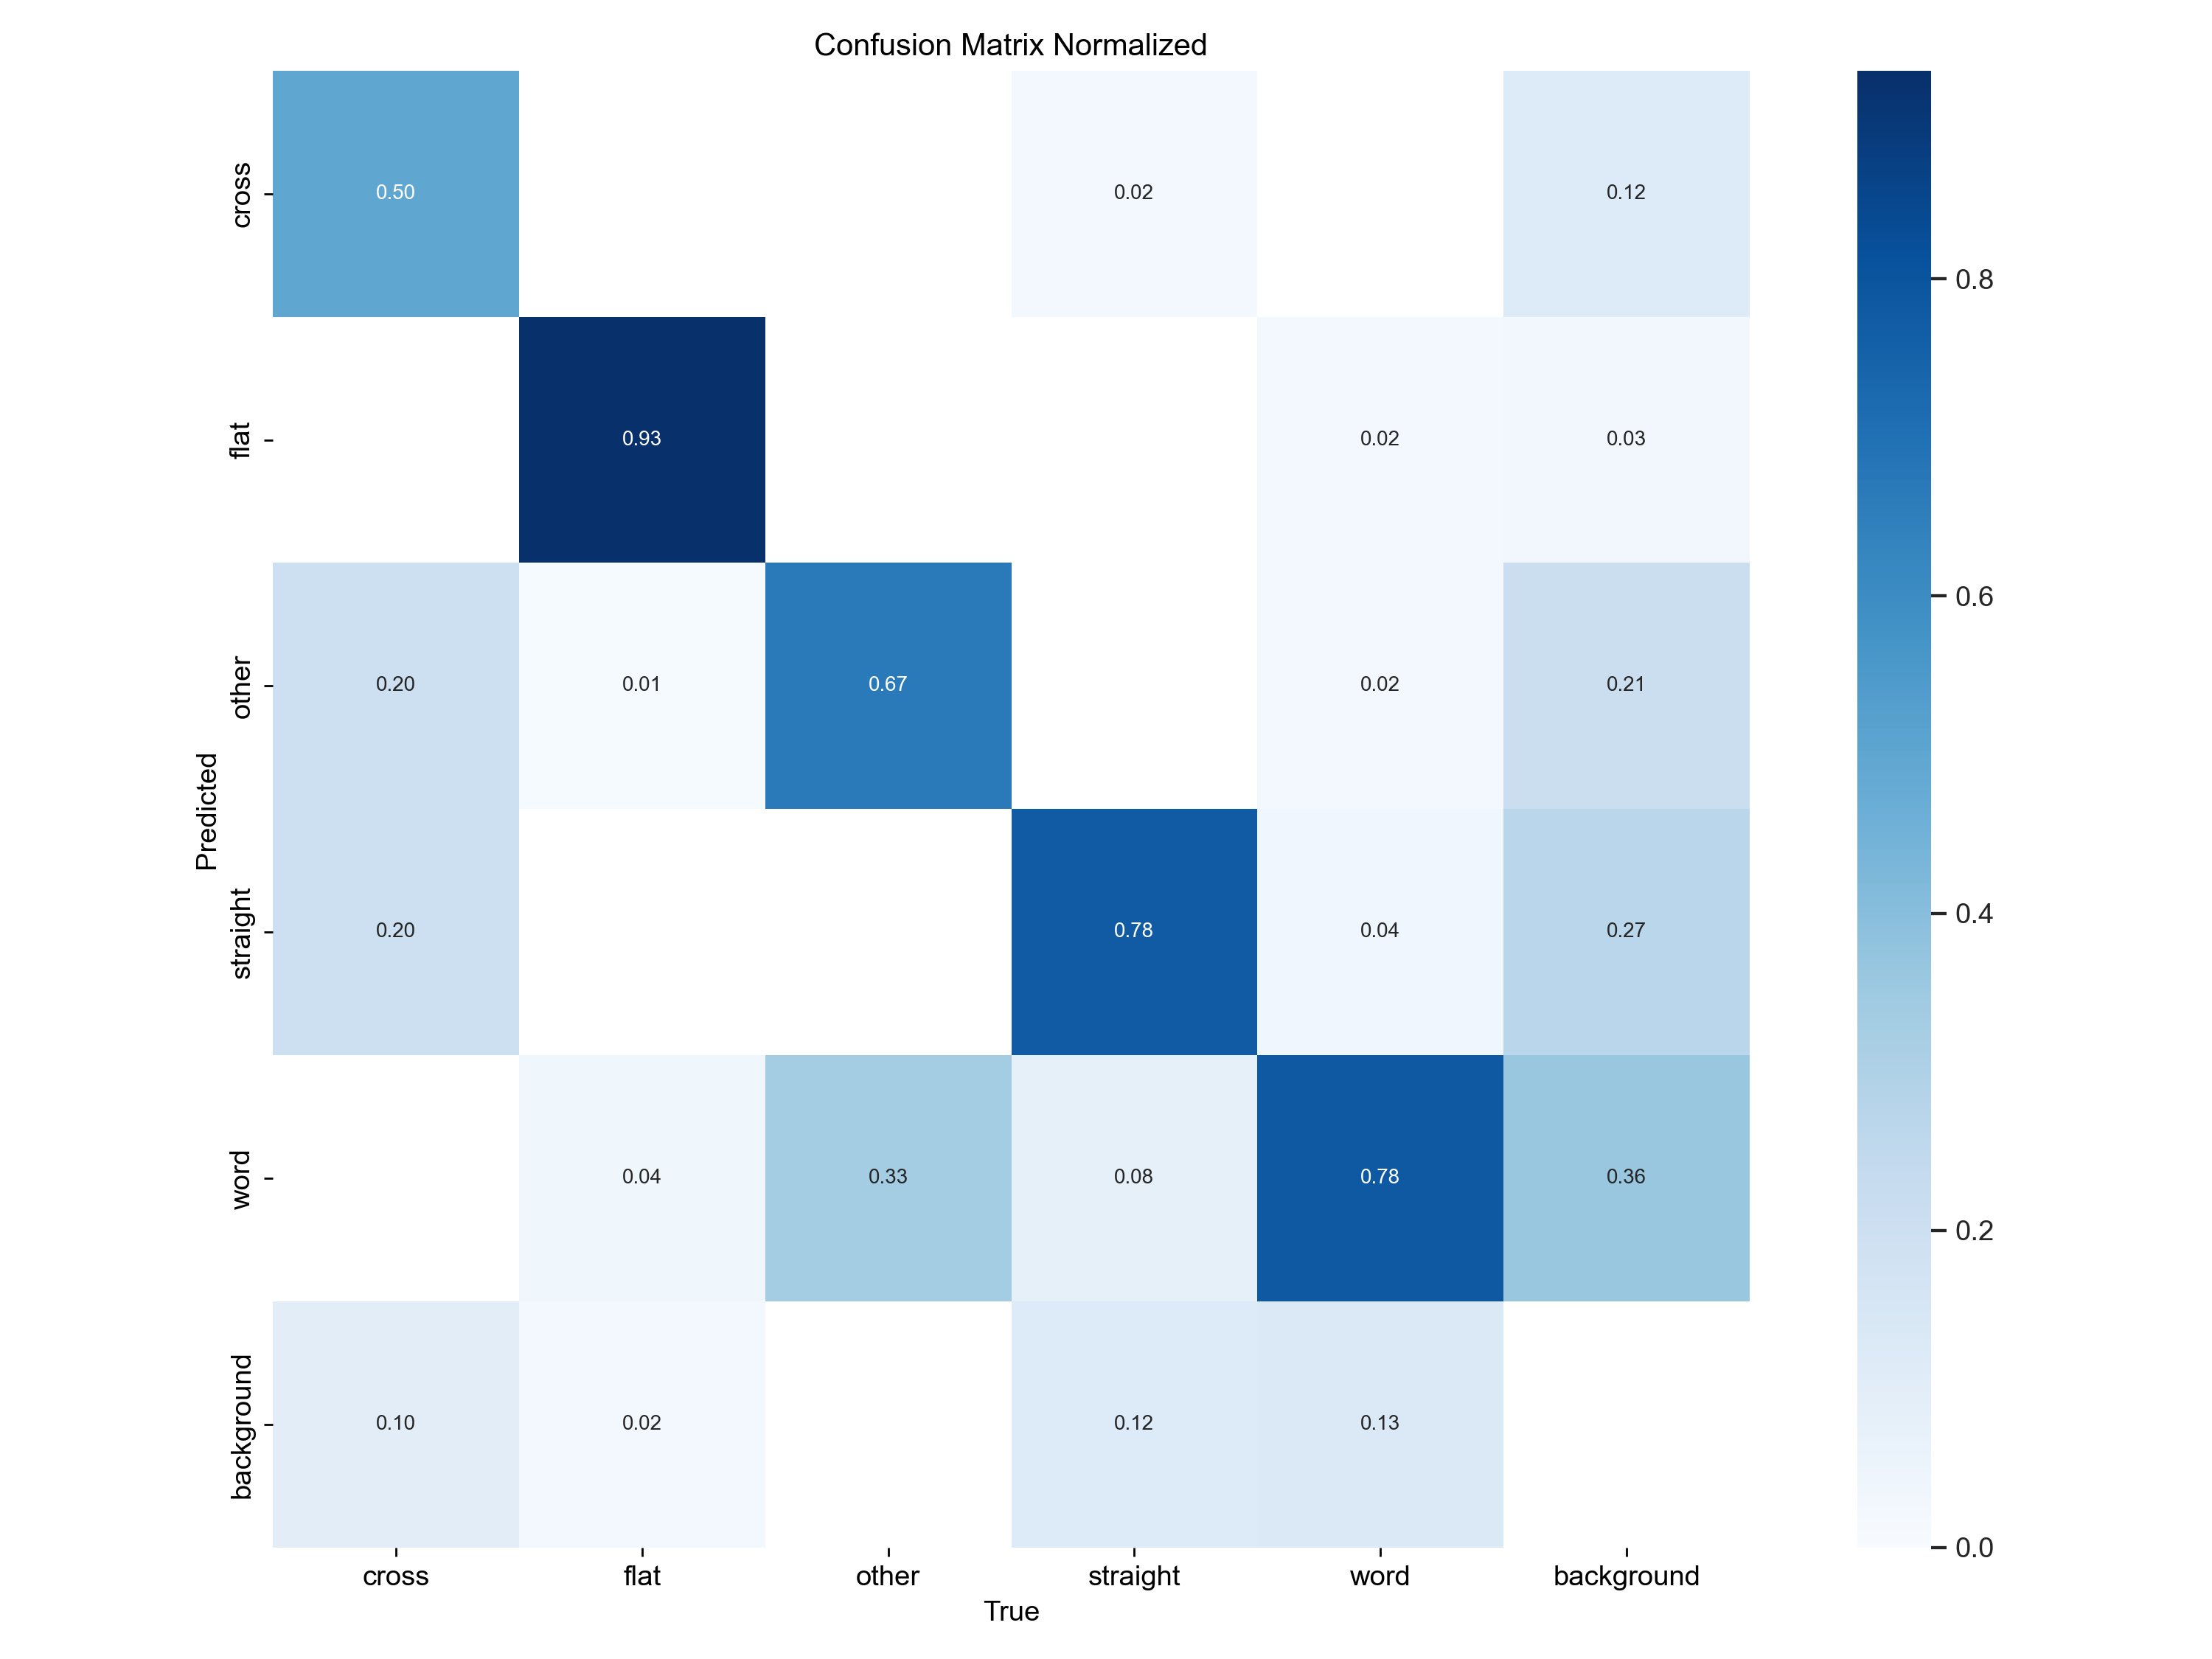 Confusion Matrix Normalized
cross
0.50
0.02
0.12
flat
0.93
0.02
0.03
other
0.20
0.01
0.67
0.02
0.21
straight
0.20
0.78
0.04
0.27
word
0.04
0.33
0.08
0.78
0.36
background
0.10
0.02
0.12
0.13
Predicted
cross
flat
other
straight
word
background
True
0.8
0.6
0.4
0.2
0.0